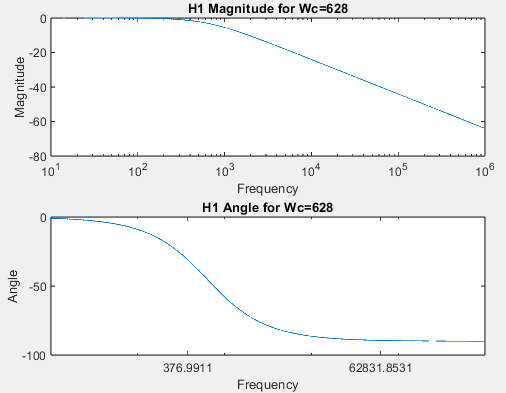 H1 Magnitude for Wc=628
0
-20
-40
-60
-80
Magnitude
10^1
10^2
10^3
10^4
10^5
10^6
Frequency
H1 Angle for Wc=628
0
-50
-100
Angle
376.9911
62831.8531
Frequency